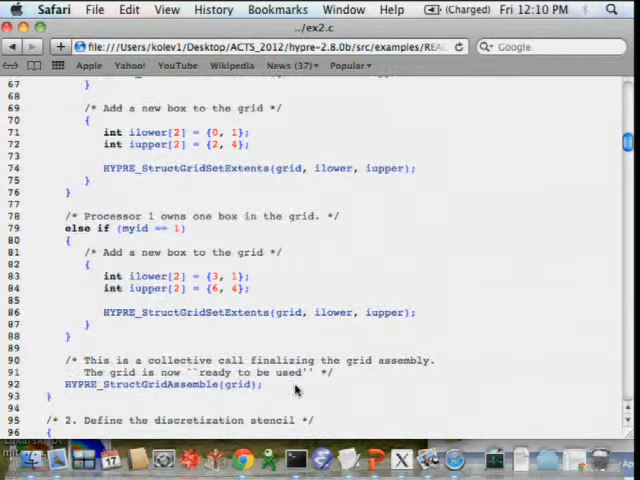 Safari File Edit View History Bookmarks Window Help (Charged) Fri 12:10 PM
../ex2.c
file:///Users/kolev1/Desktop/ACTS_2012/hypre-2.8.0b/src/examples/REA Google
Apple Yahoo! YouTube Wikipedia News (37) Popular
67 }
68
69 /* Add a new box to the grid */
70 {
71 int ilower[2] = {0, 1};
72 int iupper[2] = {2, 4};
73
74 HYPRE_StructGridSetExtents(grid, ilower, iupper);
75 }
76 }
77
78 /* Processor 1 owns one box in the grid. */
79 else if (myid == 1)
80 {
81 /* Add a new box to the grid */
82 {
83 int ilower[2] = {3, 1};
84 int iupper[2] = {6, 4};
85
86 HYPRE_StructGridSetExtents(grid, ilower, iupper);
87 }
88 }
89
90 /* This is a collective call finalizing the grid assembly.
91 The grid is now ``ready to be used'' */
92 HYPRE_StructGridAssemble(grid);
93 }
94
95 /* 2. Define the discretization stencil */
96 {
17